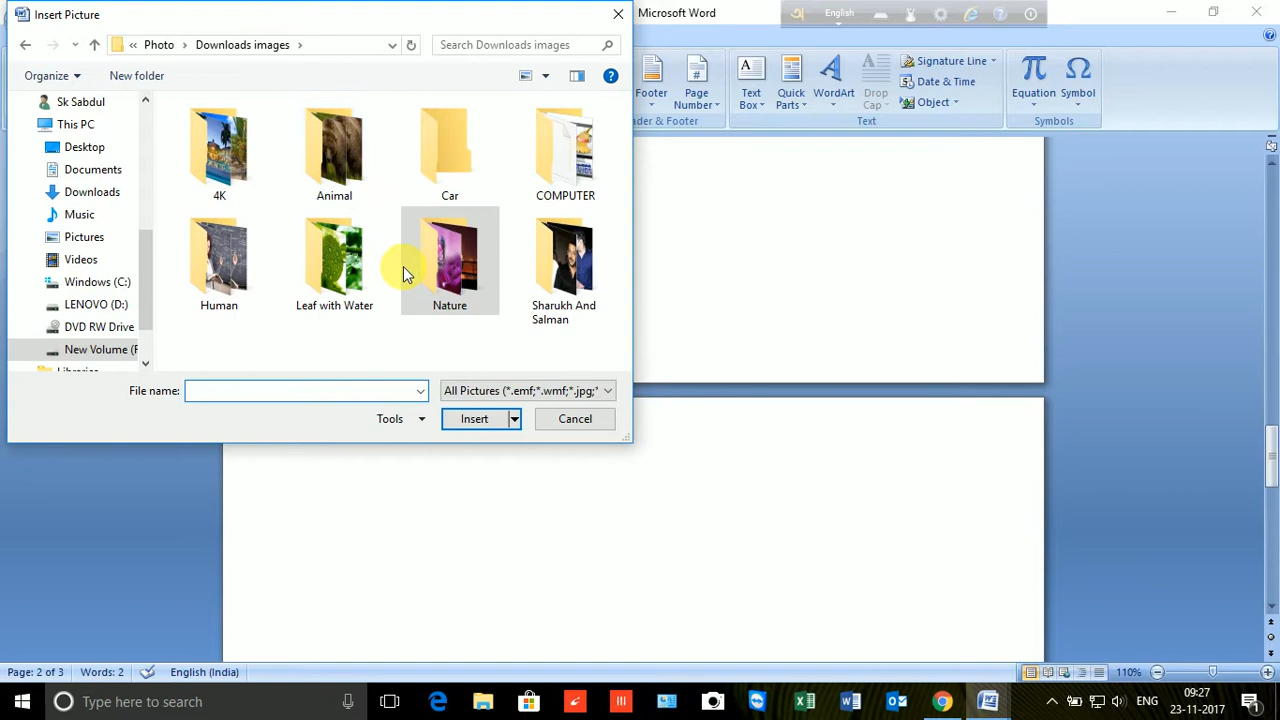 Insert Picture
Microsoft Word
English
Photo
Downloads images
Search Downloads images
Organize
New folder
Sk Sabdul
This PC
Desktop
Documents
Downloads
Music
Pictures
Videos
Windows (C:)
LENOVO (D:)
DVD RW Drive
New Volume (F
4K
Animal
Car
COMPUTER
Human
Leaf with Water
Nature
Sharukh And
Salman
File name:
All Pictures (*.emf;*.wmf;*.jpg;*
Tools
Insert
Cancel
Footer
Page
Number
Text
Box
Quick
Parts
WordArt
Drop
Cap
Signature Line
Date & Time
Object
Equation
Symbol
ader & Footer
Text
Symbols
Page: 2 of 3
Words: 2
English (India)
110%
Type here to search
ENG
09:27
23-11-2017